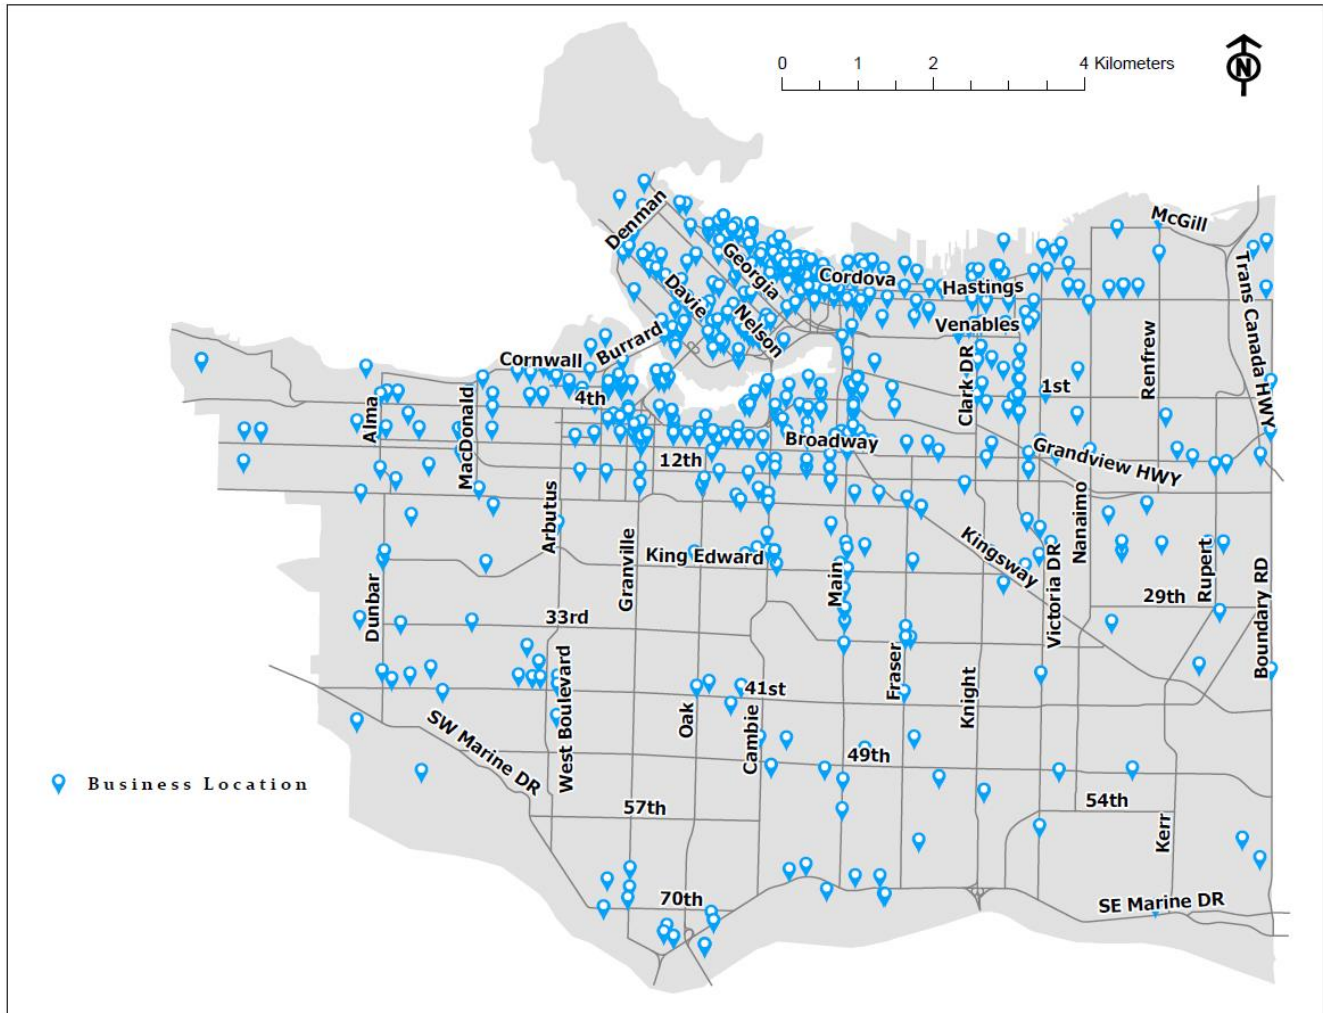 0 1 2 4 Kilometers
N
McGill
Denman
Georgia
Cordova
Hastings
Trans Canada HWY
Davie
Nelson
Venables
Burrard
Renfrew
Cornwall
Clark DR
1st
4th
Alma
MacDonald
Broadway
Grandview HWY
12th
Arbutus
Nanaimo
Kingsway
Granville
King Edward
Main
Victoria DR
Rupert
Boundary RD
29th
Dunbar
33rd
Fraser
Knight
West Boulevard
41st
Oak
Cambie
SW Marine DR
49th
Business Location
54th
57th
Kerr
70th
SE Marine DR